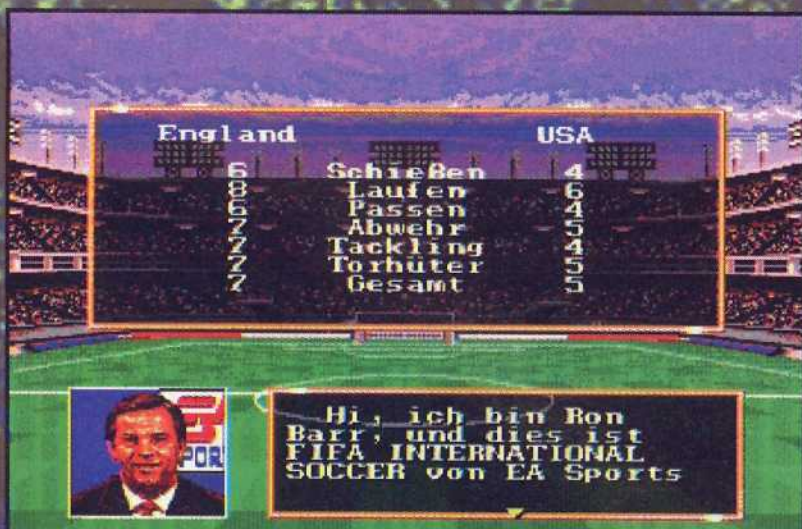 England USA
6 Schießen 4
8 Laufen 6
6 Passen 4
7 Abwehr 5
7 Tackling 4
7 Torhüter 5
7 Gesamt 5
Hi, ich bin Ron
Barr, und dies ist
FIFA INTERNATIONAL
SOCCER von EA Sports